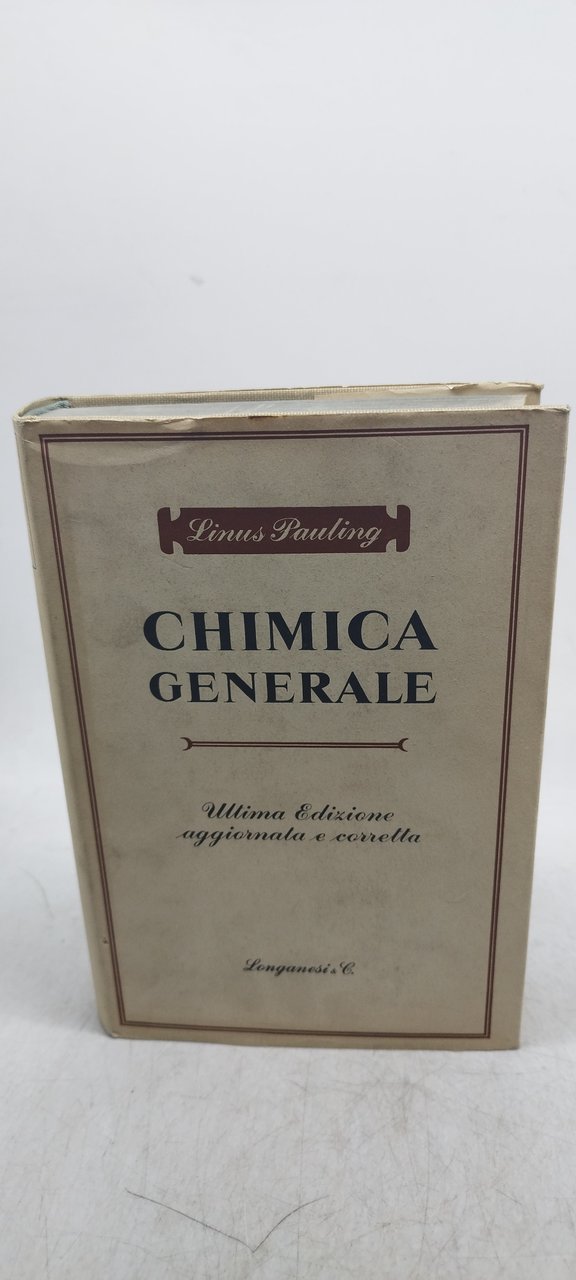 Linus Pauling
CHIMICA
GENERALE
Ultima Edizione
aggiornata e corretta
Longanesi & C.